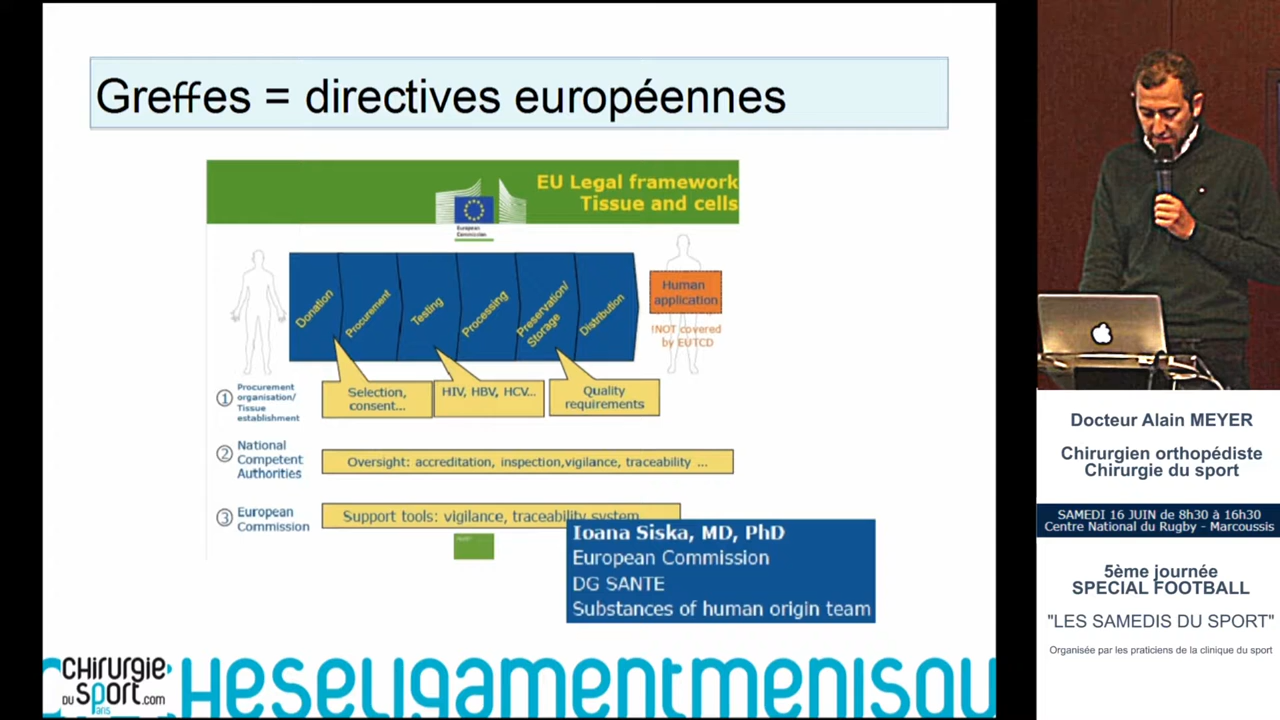 Greffes = directives européennes
EU Legal framework
Tissue and cells
European
Commission
Donation
Procurement
Testing
Processing
Preservation/
Storage
Distribution
Human
application
!NOT covered
by EUTCD
1
Procurement
organisation/
Tissue
establishment
Selection,
consent...
HIV, HBV, HCV...
Quality
requirements
2
National
Competent
Authorities
Oversight: accreditation, inspection,vigilance, traceability ...
3
European
Commission
Support tools: vigilance, traceability system
Ioana Siska, MD, PhD
European Commission
DG SANTE
Substances of human origin team
CHIRURGIE
DU SPORT.com
Paris
HESELIGAMENTMENISQU
Docteur Alain MEYER
Chirurgien orthopédiste
Chirurgie du sport
SAMEDI 16 JUIN de 8h30 à 16h30
Centre National du Rugby - Marcoussis
5ème journée
SPECIAL FOOTBALL
"LES SAMEDIS DU SPORT"
Organisée par les praticiens de la clinique du sport